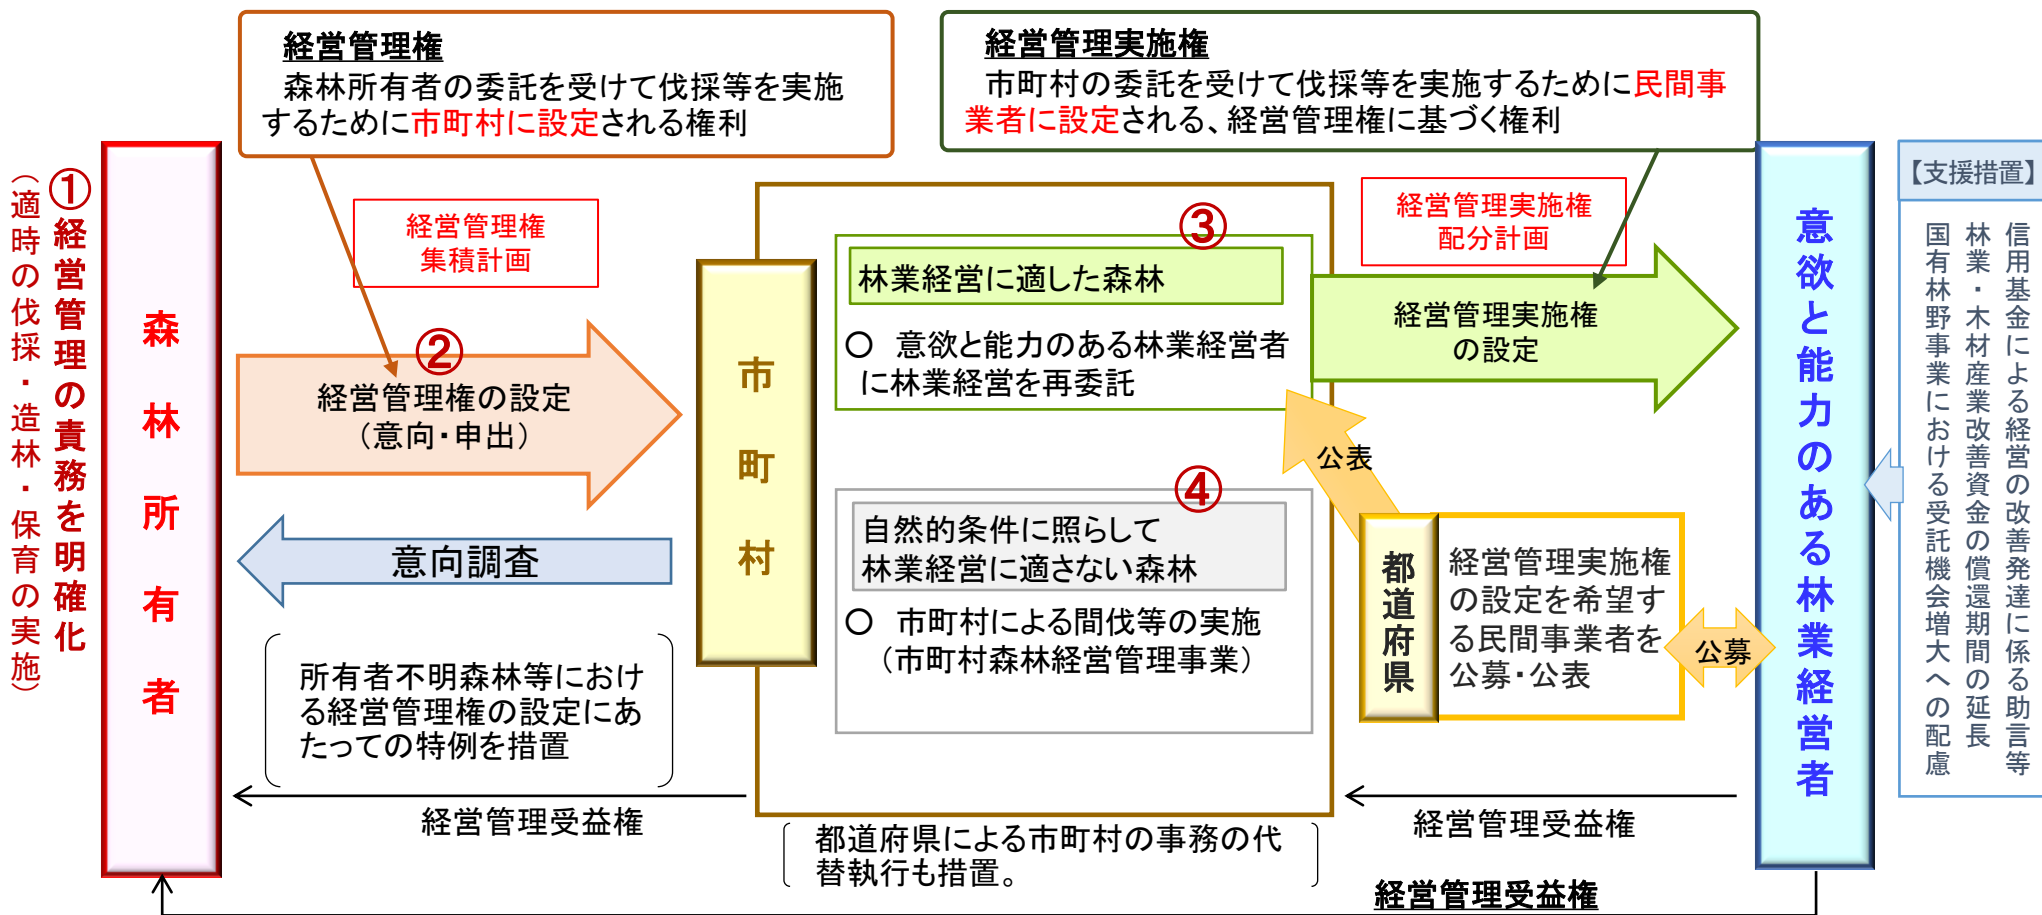 経営管理権
森林所有者の委託を受けて伐採等を実施
するために市町村に設定される権利
経営管理実施権
市町村の委託を受けて伐採等を実施するために民間事
業者に設定される、経営管理権に基づく権利
①経営管理の責務を明確化
（適時の伐採・造林・保育の実施）
森林所有者
経営管理権
集積計画
②
経営管理権の設定
（意向・申出）
意向調査
所有者不明森林等におけ
る経営管理権の設定にあ
たっての特例を措置
経営管理受益権
市町村
③
林業経営に適した森林
○ 意欲と能力のある林業経営者
に林業経営を再委託
④
自然的条件に照らして
林業経営に適さない森林
○ 市町村による間伐等の実施
（市町村森林経営管理事業）
都道府県による市町村の事務の代
替執行も措置。
経営管理実施権
配分計画
経営管理実施権
の設定
公表
都道府県
経営管理実施権
の設定を希望す
る民間事業者を
公募・公表
公募
経営管理受益権
経営管理受益権
意欲と能力のある林業経営者
【支援措置】
信用基金による経営の改善発達に係る助言等
林業・木材産業改善資金の償還期間の延長
国有林野事業における受託機会増大への配慮